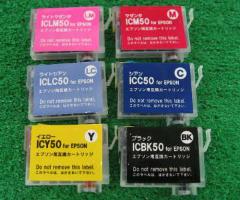 ライトマゼンタ
LM
ICLM50 for EPSON
エプソン用互換カートリッジ
Do not remove this label.
マゼンタ
M
ICM50 for EPSON
エプソン用互換カートリッジ
Do not remove this label.
ライトシアン
LC
ICLC50 for EPSON
エプソン用互換カートリッジ
Do not remove this label.
シアン
C
ICC50 for EPSON
エプソン用互換カートリッジ
Do not remove this label.
イエロー
Y
ICY50 for EPSON
エプソン用互換カートリッジ
Do not remove this label.
ブラック
BK
ICBK50 for EPSON
エプソン用互換カートリッジ
Do not remove this label.